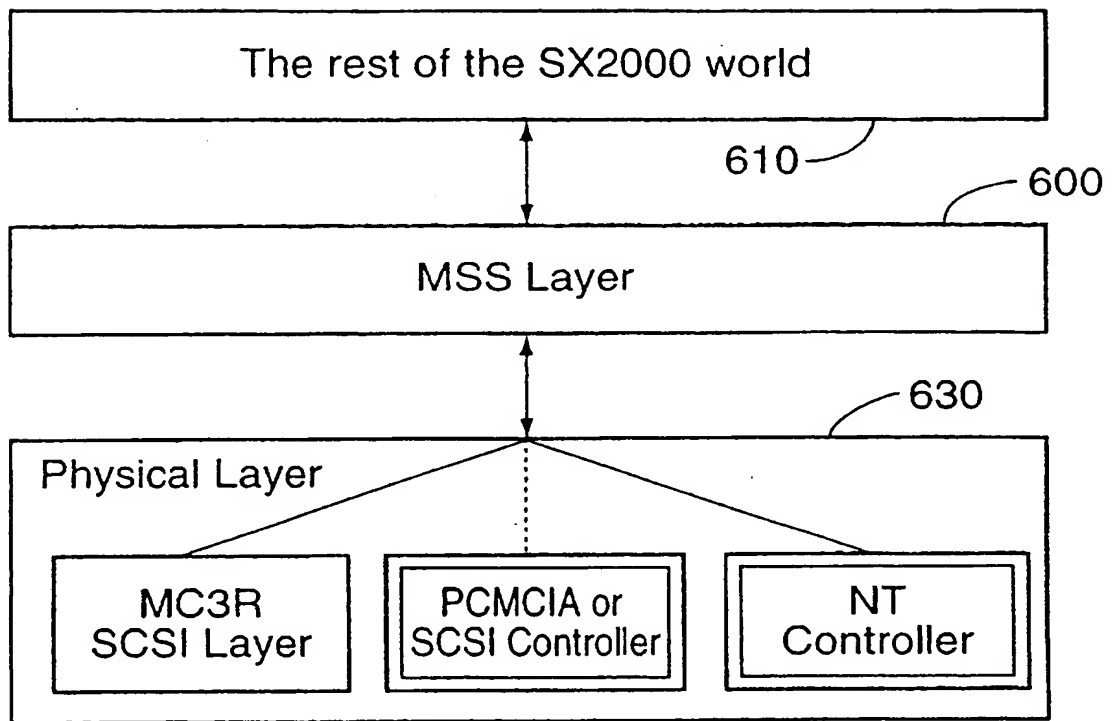 The rest of the SX2000 world
610
600
MSS Layer
630
Physical Layer
MC3R
SCSI Layer
PCMCIA or
SCSI Controller
NT
Controller